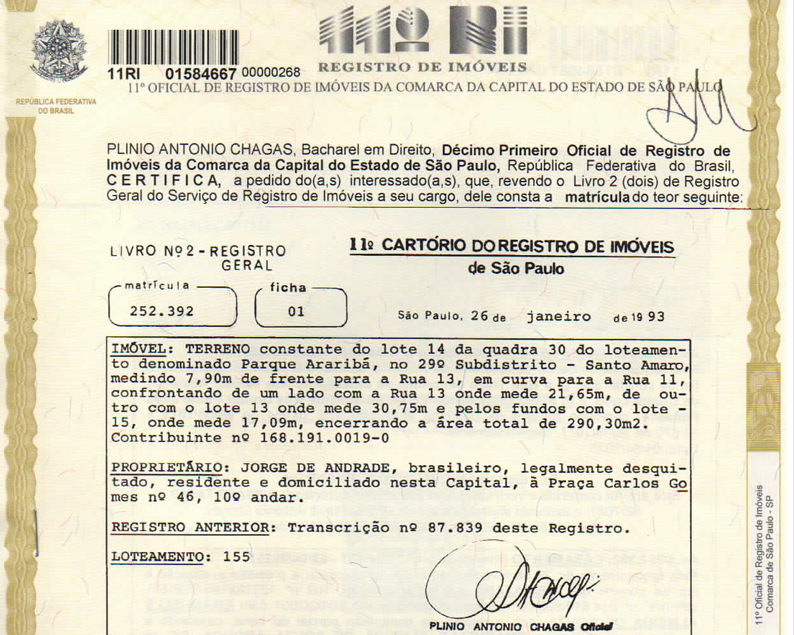 11º RI
REGISTRO DE IMÓVEIS
11RI 01584667 00000268
11º OFICIAL DE REGISTRO DE IMÓVEIS DA COMARCA DA CAPITAL DO ESTADO DE SÃO PAULO
REPÚBLICA FEDERATIVA
DO BRASIL
PLINIO ANTONIO CHAGAS, Bacharel em Direito, Décimo Primeiro Oficial de Registro de
Imóveis da Comarca da Capital do Estado de São Paulo, República Federativa do Brasil,
CERTIFICA, a pedido do(a,s) interessado(a,s), que, revendo o Livro 2 (dois) de Registro
Geral do Serviço de Registro de Imóveis a seu cargo, dele consta a matrícula do teor seguinte:
LIVRO Nº 2 - REGISTRO
GERAL
11º CARTÓRIO DO REGISTRO DE IMÓVEIS
de São Paulo
matrícula
252.392
ficha
01
São Paulo, 26 de janeiro de 1993
IMÓVEL: TERRENO constante do lote 14 da quadra 30 do loteamen-
to denominado Parque Araribá, no 29º Subdistrito - Santo Amaro,
medindo 7,90m de frente para a Rua 13, em curva para a Rua 11,
confrontando de um lado com a Rua 13 onde mede 21,65m, de ou-
tro com o lote 13 onde mede 30,75m e pelos fundos com o lote -
15, onde mede 17,09m, encerrando a área total de 290,30m2.
Contribuinte nº 168.191.0019-0
PROPRIETÁRIO: JORGE DE ANDRADE, brasileiro, legalmente desqui-
tado, residente e domiciliado nesta Capital, à Praça Carlos Go
mes nº 46, 10º andar.
REGISTRO ANTERIOR: Transcrição nº 87.839 deste Registro.
LOTEAMENTO: 155
PLINIO ANTONIO CHAGAS Oficial
11º Oficial de Registro de Imóveis
Comarca de São Paulo - SP